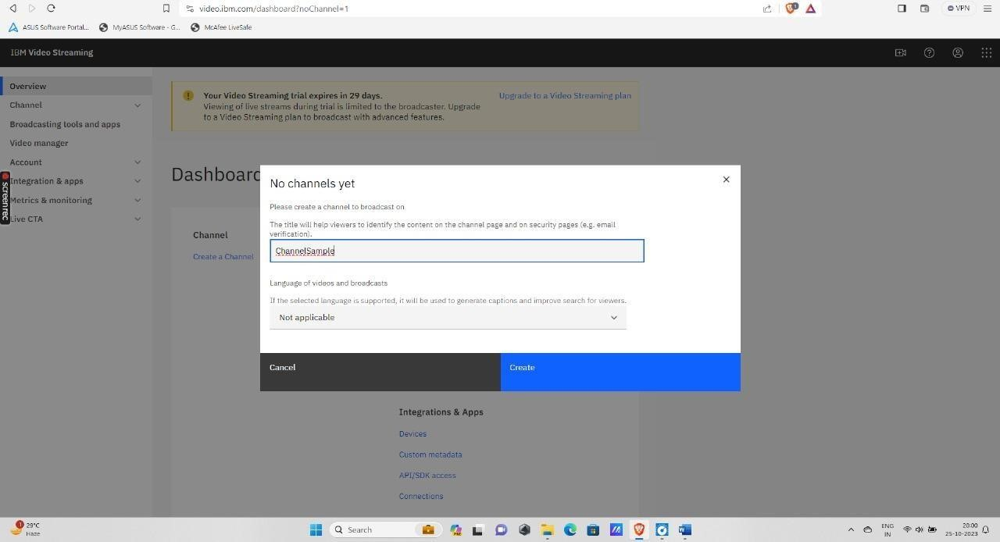 video.ibm.com/dashboard?noChannel=1
VPN
ASUS Software Portal...
MyASUS Software - G...
McAfee LiveSafe
IBM Video Streaming
Overview
Channel
Broadcasting tools and apps
Video manager
Account
Integration & apps
Metrics & monitoring
Live CTA
screenrec
Your Video Streaming trial expires in 29 days.
Viewing of live streams during trial is limited to the broadcaster. Upgrade
to a Video Streaming plan to broadcast with advanced features.
Upgrade to a Video Streaming plan
Dashboard
Channel
Create a Channel
No channels yet
Please create a channel to broadcast on
The title will help viewers to identify the content on the channel page and on security pages (e.g. email
verification).
ChannelSample
Language of videos and broadcasts
If the selected language is supported, it will be used to generate captions and improve search for viewers.
Not applicable
Cancel
Create
Integrations & Apps
Devices
Custom metadata
API/SDK access
Connections
1
29°C
Haze
Search
ENG
IN
20:00
25-10-2023